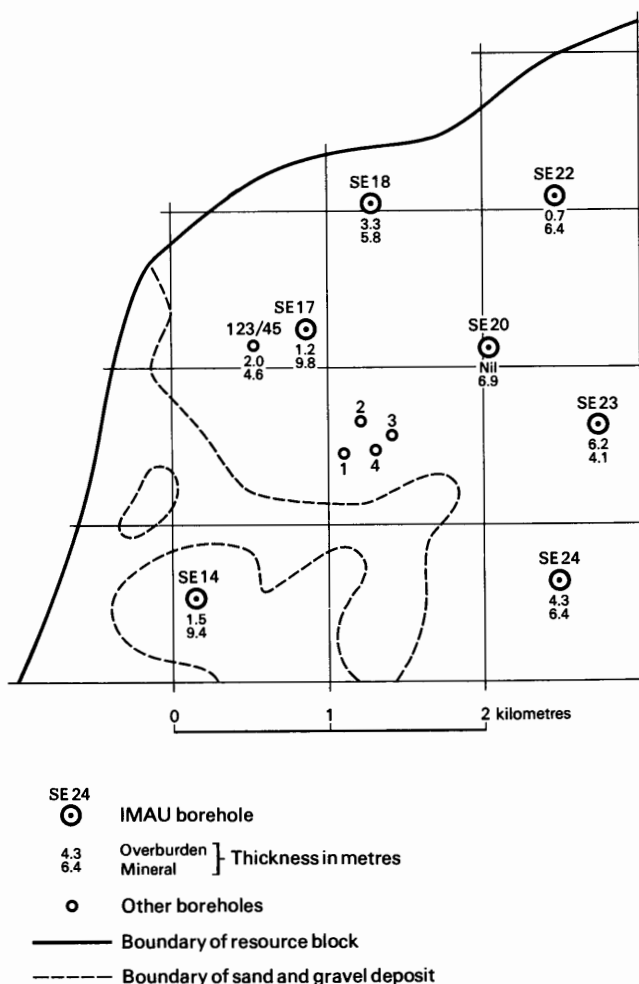 SE18
3.3
5.8
SE22
0.7
6.4
SE17
1.2
9.8
123/45
2.0
4.6
SE20
Nil
6.9
SE23
6.2
4.1
2
3
1
4
SE14
1.5
9.4
SE24
4.3
6.4
0 1 2 kilometres
SE24
IMAU borehole
4.3 Overburden
6.4 Mineral
Thickness in metres
Other boreholes
Boundary of resource block
Boundary of sand and gravel deposit